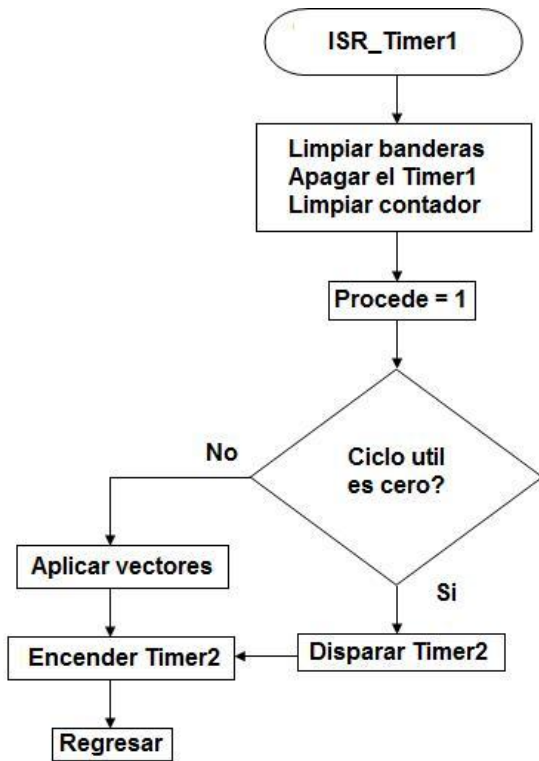 ISR_Timer1
Limpiar banderas
Apagar el Timer1
Limpiar contador
Procede = 1
No
Ciclo util
es cero?
Aplicar vectores
Si
Encender Timer2
Disparar Timer2
Regresar